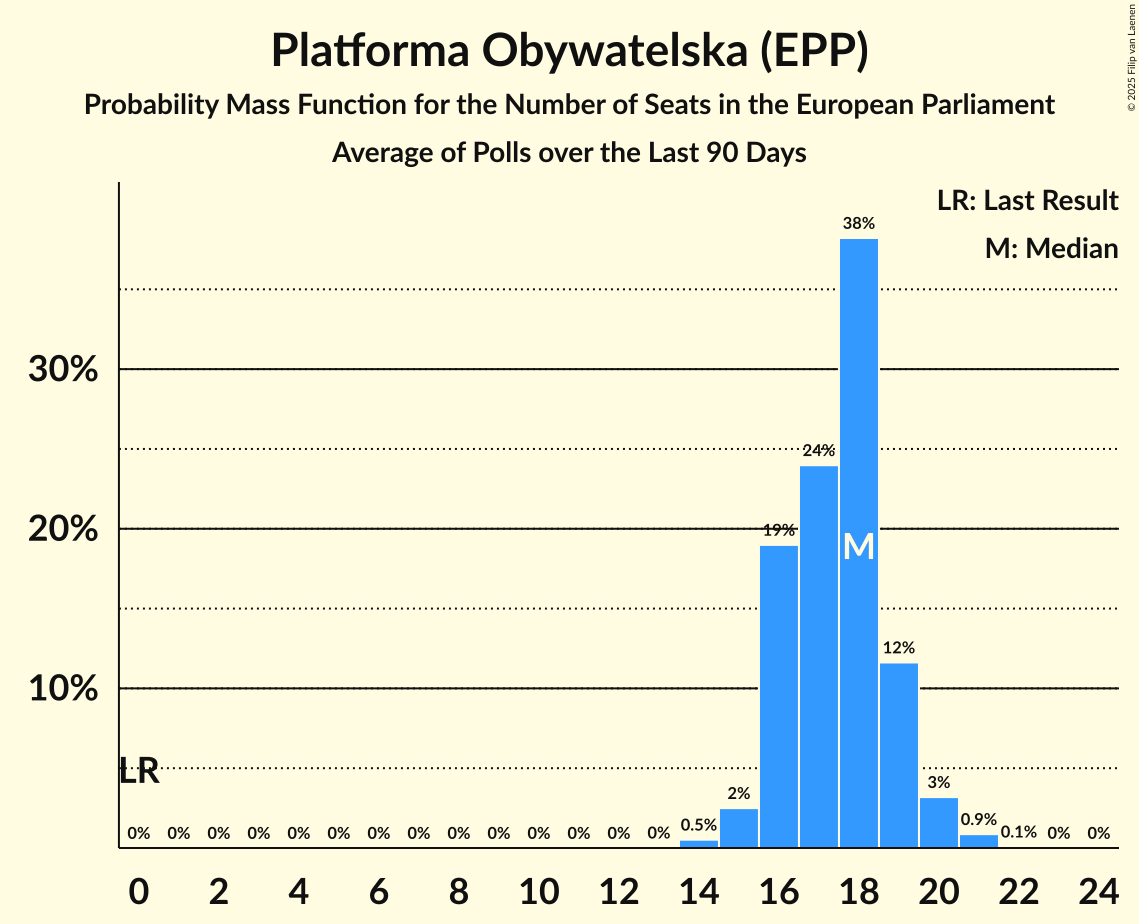 Platforma Obywatelska (EPP)
Probability Mass Function for the Number of Seats in the European Parliament
Average of Polls over the Last 90 Days
© 2025 Filip van Laenen
LR: Last Result
M: Median
38%
30%
24%
20%
19%
M
12%
10%
LR
3%
2%
0% 0% 0% 0% 0% 0% 0% 0% 0% 0% 0% 0% 0% 0% 0.5% 0.9% 0.1% 0% 0%
0 2 4 6 8 10 12 14 16 18 20 22 24